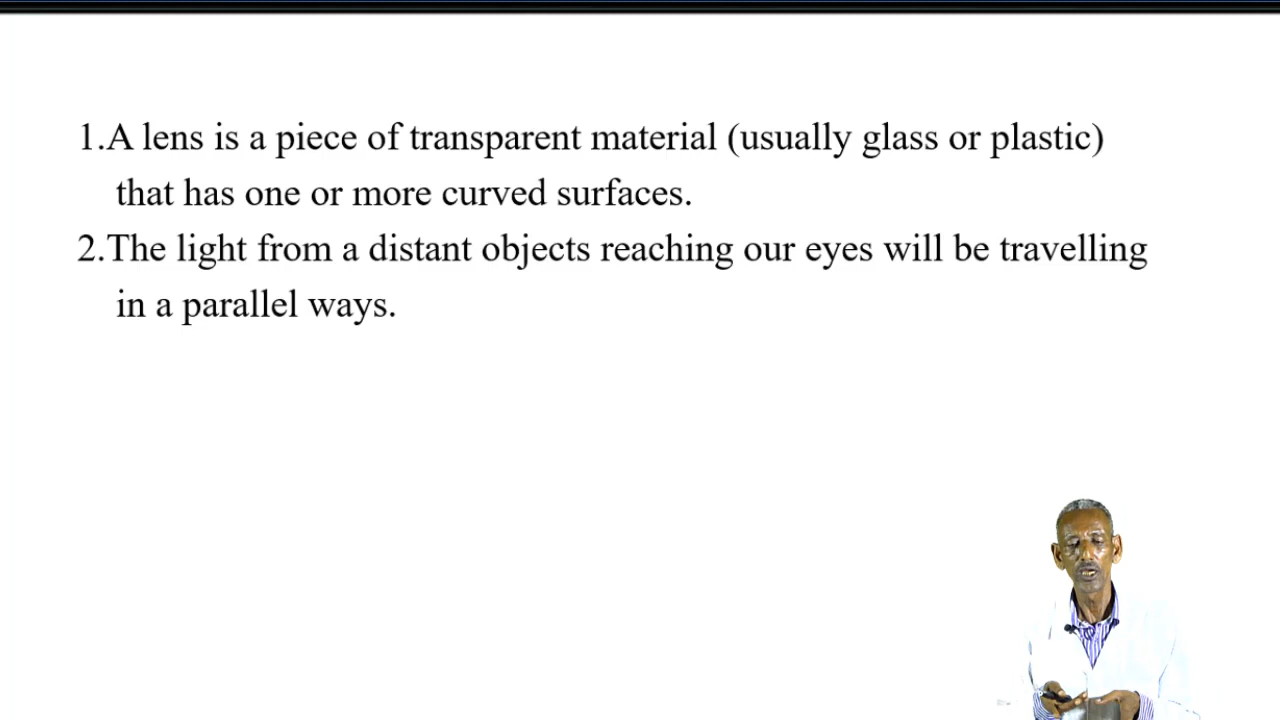 1.A lens is a piece of transparent material (usually glass or plastic)
that has one or more curved surfaces.
2.The light from a distant objects reaching our eyes will be travelling
in a parallel ways.